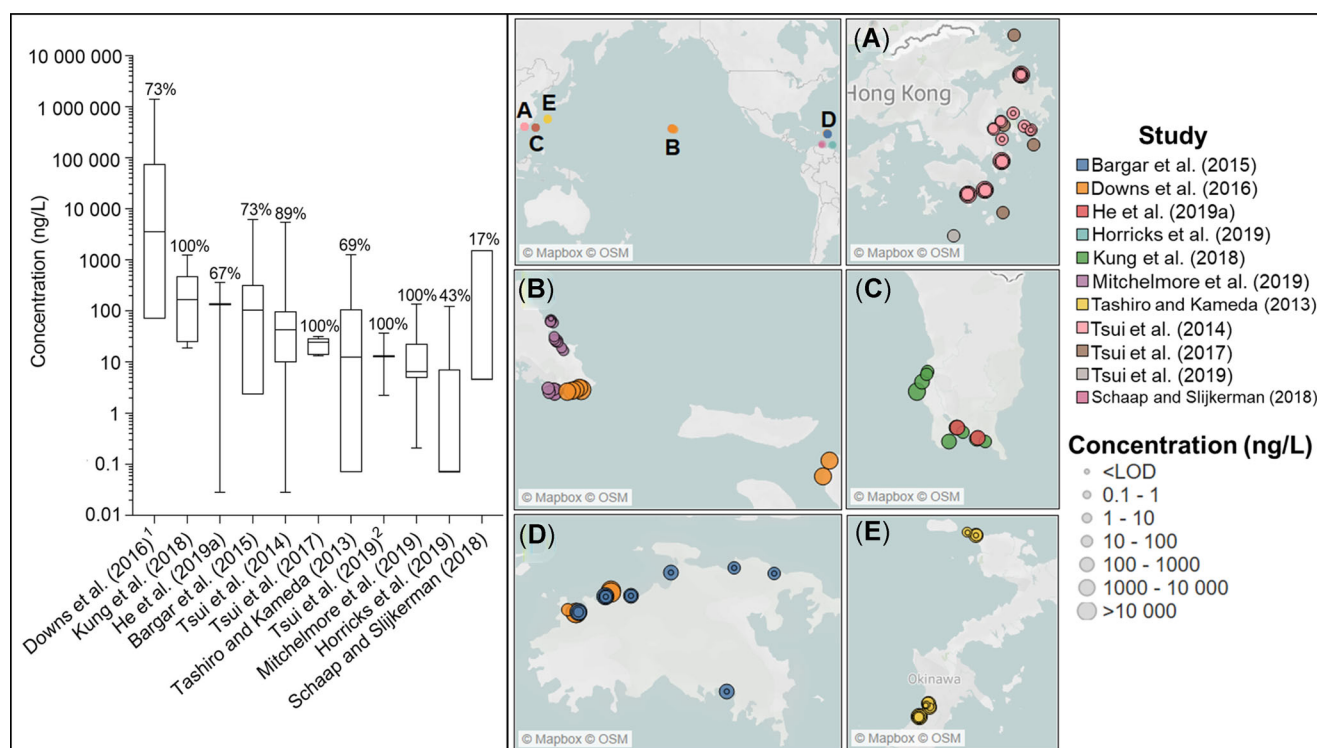 10 000 000
1 000 000
100 000
10 000
1000
100
10
1
0.1
0.01
Concentration (ng/L)
73%
100%
67%
73%
89%
100%
69%
100%
100%
43%
17%
Downs et al. (2016)1
Kung et al. (2018)
He et al. (2019a)
Bargar et al. (2015)
Tsui et al. (2014)
Tsui et al. (2017)
Tashiro and Kameda (2013)
Tsui et al. (2019)2
Mitchelmore et al. (2019)
Horricks et al. (2019)
Schaap and Slijkerman (2018)
A
C
E
B
D
© Mapbox © OSM
(A)
Hong Kong
© Mapbox © OSM
(B)
© Mapbox © OSM
(C)
© Mapbox © OSM
(D)
© Mapbox © OSM
(E)
Okinawa
© Mapbox © OSM
Study
Bargar et al. (2015)
Downs et al. (2016)
He et al. (2019a)
Horricks et al. (2019)
Kung et al. (2018)
Mitchelmore et al. (2019)
Tashiro and Kameda (2013)
Tsui et al. (2014)
Tsui et al. (2017)
Tsui et al. (2019)
Schaap and Slijkerman (2018)
Concentration (ng/L)
<LOD
0.1 - 1
1 - 10
10 - 100
100 - 1000
1000 - 10 000
>10 000